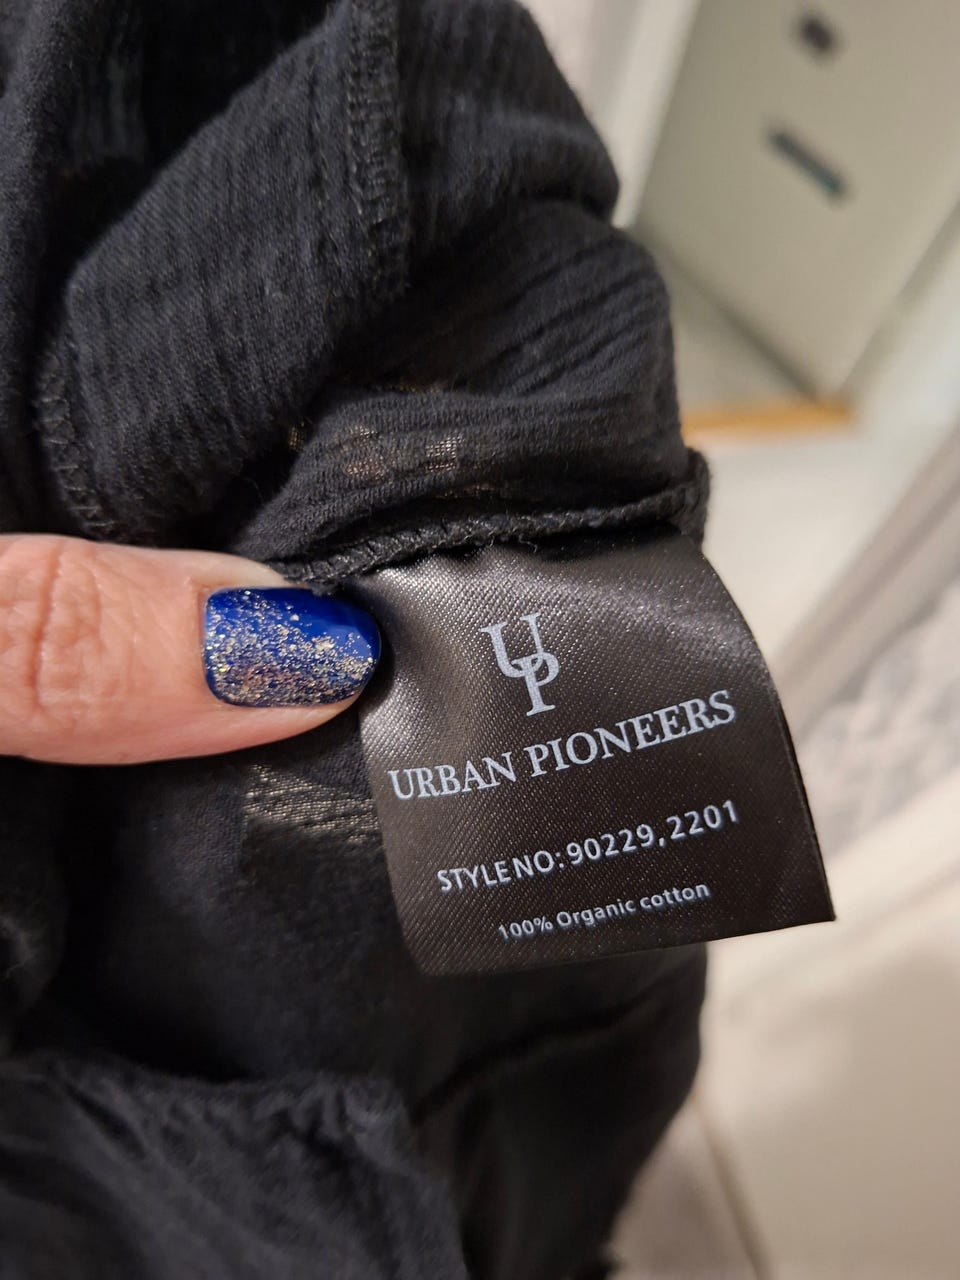 UP
URBAN PIONEERS
STYLE NO: 90229, 2201
100% Organic cotton